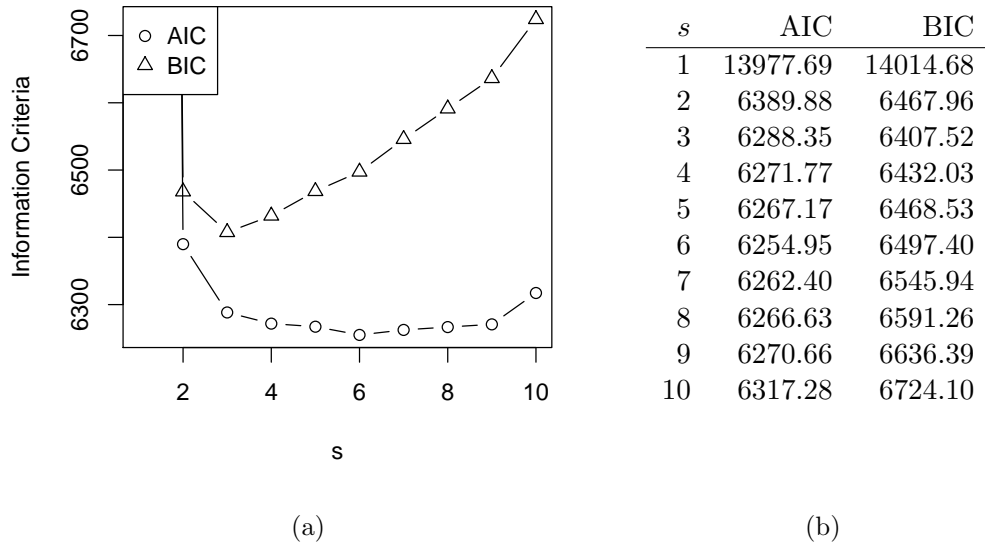 AIC
BIC
Information Criteria
6700
6500
6300
2 4 6 8 10
s
(a)
s AIC BIC
1 13977.69 14014.68
2 6389.88 6467.96
3 6288.35 6407.52
4 6271.77 6432.03
5 6267.17 6468.53
6 6254.95 6497.40
7 6262.40 6545.94
8 6266.63 6591.26
9 6270.66 6636.39
10 6317.28 6724.10
(b)